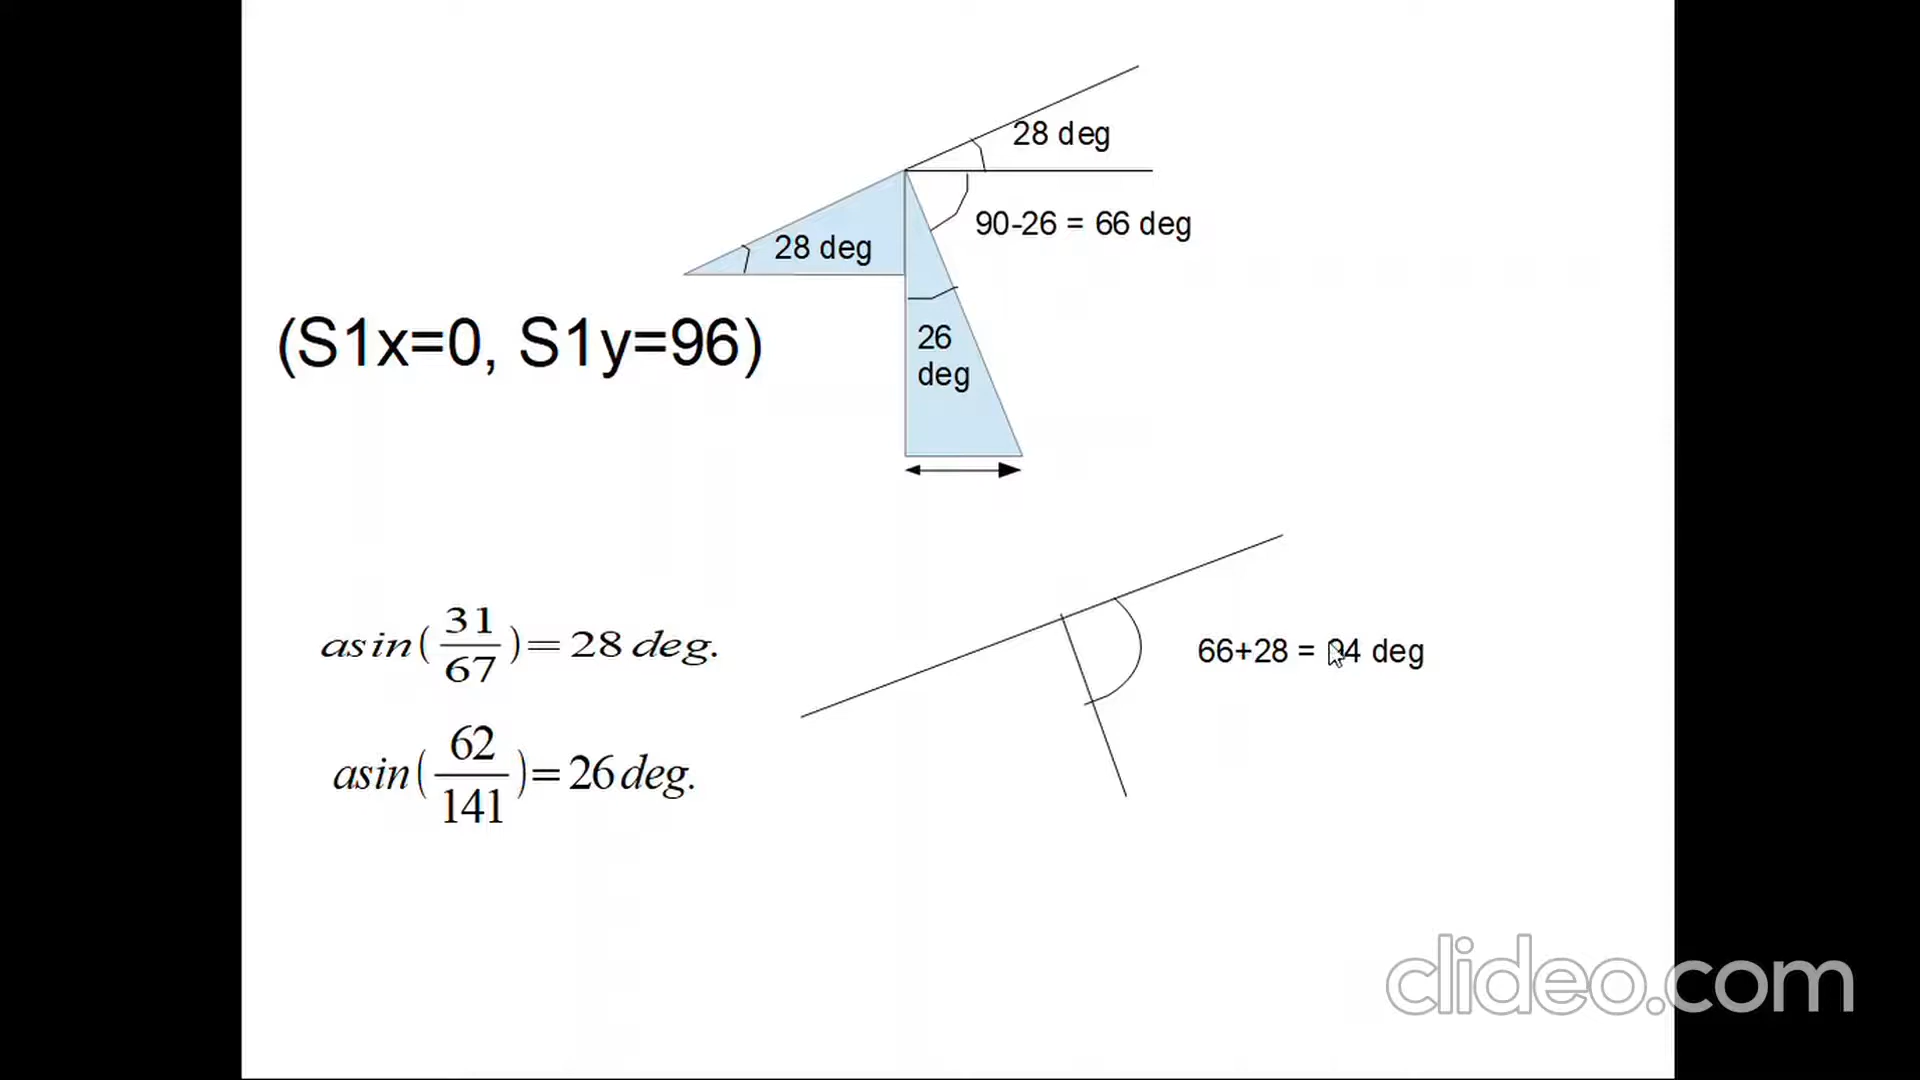 28 deg
90-26 = 66 deg
28 deg
(S1x=0, S1y=96)
26
deg
asin(31/67)=28 deg.
66+28 = 94 deg
asin(62/141)=26 deg.
clideo.com